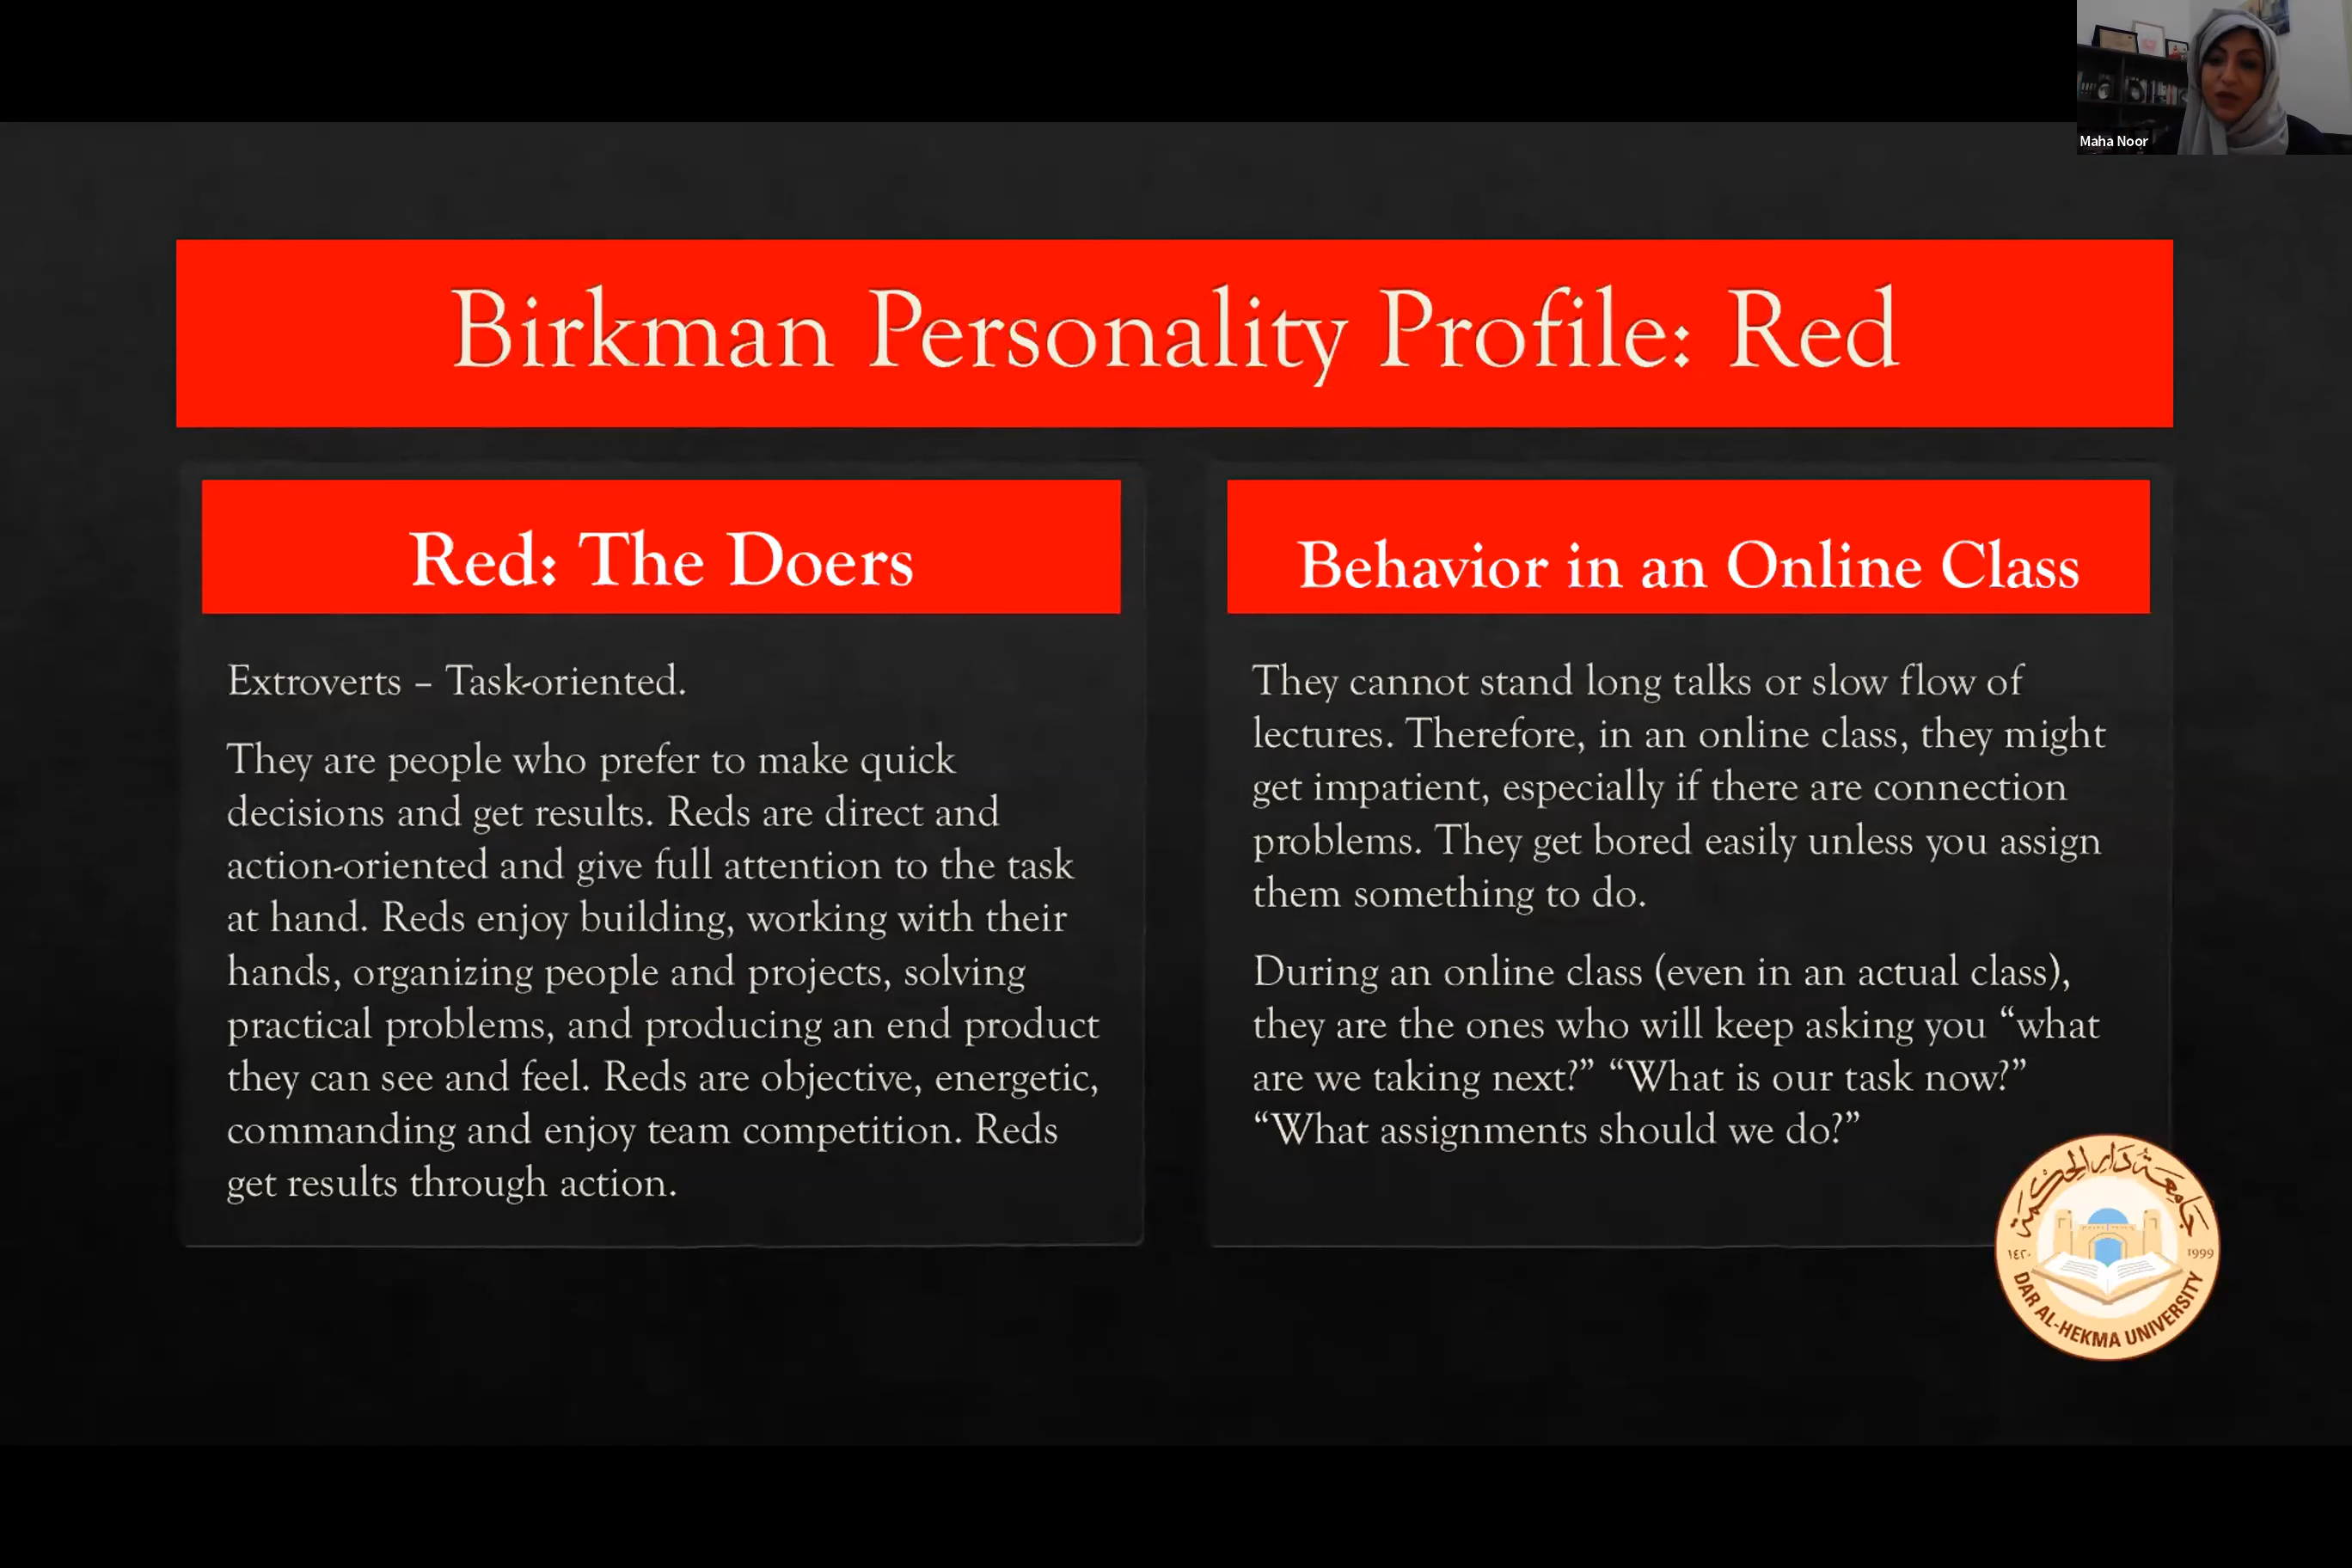 Maha Noor
Birkman Personality Profile: Red
Red: The Doers
Extroverts – Task-oriented.
They are people who prefer to make quick
decisions and get results. Reds are direct and
action-oriented and give full attention to the task
at hand. Reds enjoy building, working with their
hands, organizing people and projects, solving
practical problems, and producing an end product
they can see and feel. Reds are objective, energetic,
commanding and enjoy team competition. Reds
get results through action.
Behavior in an Online Class
They cannot stand long talks or slow flow of
lectures. Therefore, in an online class, they might
get impatient, especially if there are connection
problems. They get bored easily unless you assign
them something to do.
During an online class (even in an actual class),
they are the ones who will keep asking you “what
are we taking next?” “What is our task now?”
“What assignments should we do?”
جَامِعَة دَار الحِكْمَة
١٤٢٠
1999
DAR AL-HEKMA UNIVERSITY